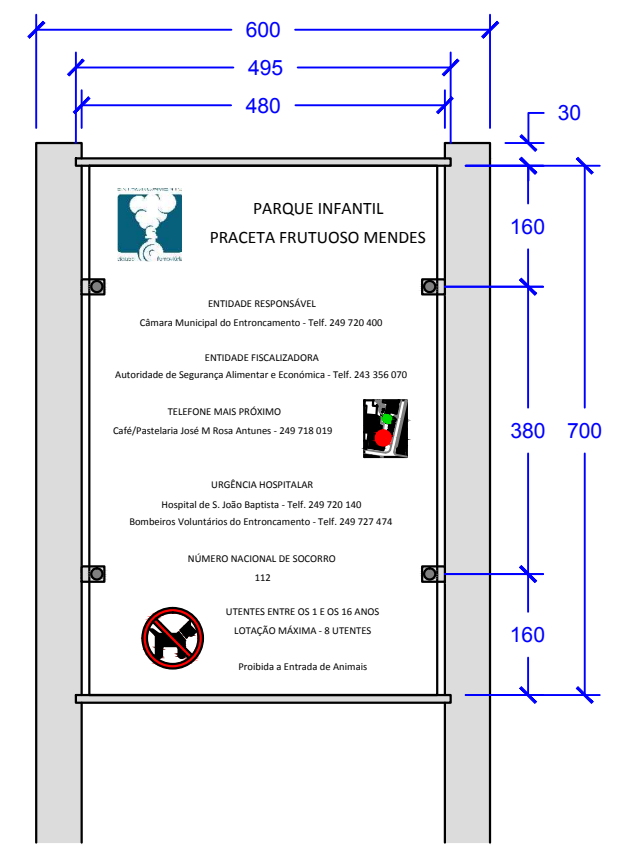 600
495
480
30
PARQUE INFANTIL
PRACETA FRUTUOSO MENDES
160
ENTIDADE RESPONSÁVEL
Câmara Municipal do Entroncamento - Telf. 249 720 400
ENTIDADE FISCALIZADORA
Autoridade de Segurança Alimentar e Económica - Telf. 243 356 070
TELEFONE MAIS PRÓXIMO
Café/Pastelaria José M Rosa Antunes - 249 718 019
380
700
URGÊNCIA HOSPITALAR
Hospital de S. João Baptista - Telf. 249 720 140
Bombeiros Voluntários do Entroncamento - Telf. 249 727 474
NÚMERO NACIONAL DE SOCORRO
112
UTENTES ENTRE OS 1 E OS 16 ANOS
LOTAÇÃO MÁXIMA - 8 UTENTES
160
Proibida a Entrada de Animais